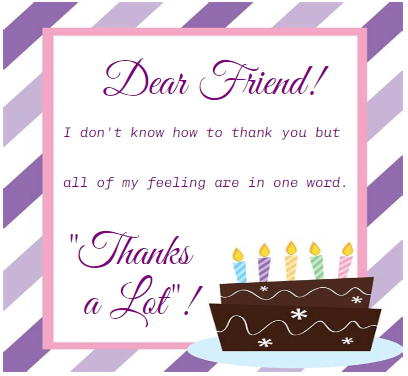 Dear Friend!
I don't know how to thank you but
all of my feeling are in one word.
"Thanks
a Lot"!